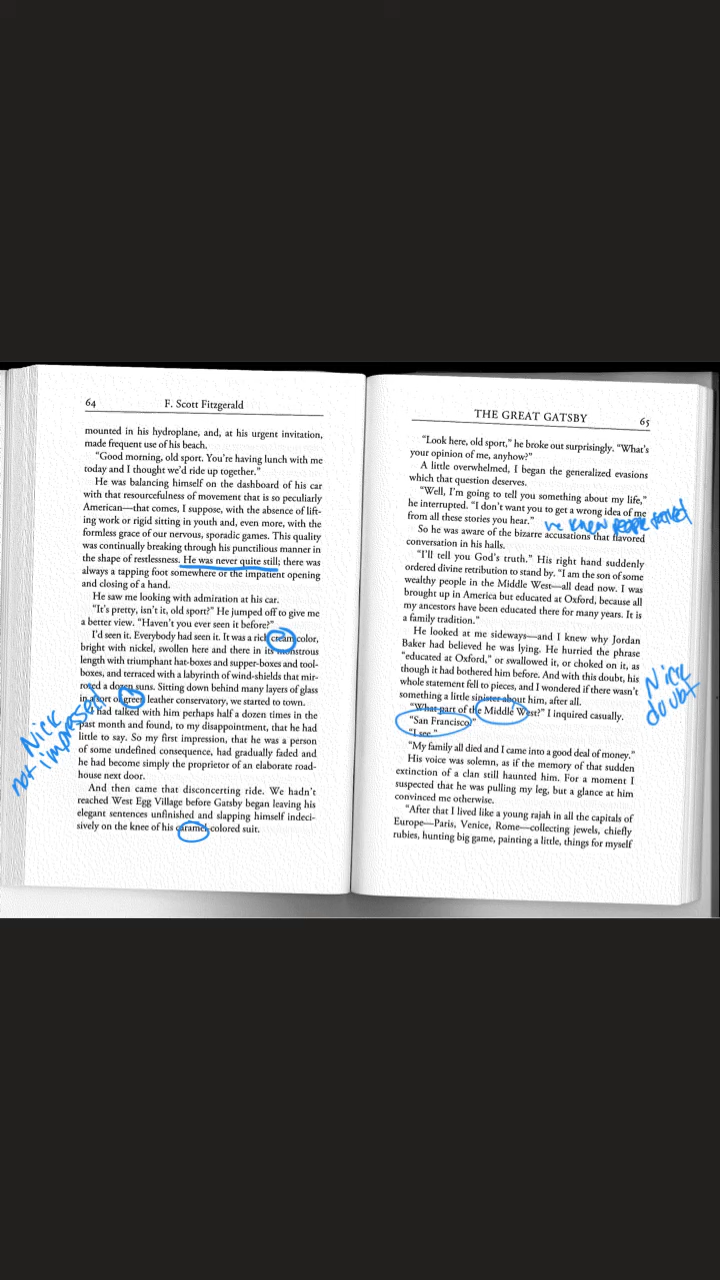 64 F. Scott Fitzgerald
mounted in his hydroplane, and, at his urgent invitation,
made frequent use of his beach.
"Good morning, old sport. You're having lunch with me
today and I thought we'd ride up together."
He was balancing himself on the dashboard of his car
with that resourcefulness of movement that is so peculiarly
American—that comes, I suppose, with the absence of lift-
ing work or rigid sitting in youth and, even more, with the
formless grace of our nervous, sporadic games. This quality
was continually breaking through his punctilious manner in
the shape of restlessness. He was never quite still; there was
always a tapping foot somewhere or the impatient opening
and closing of a hand.
He saw me looking with admiration at his car.
"It's pretty, isn't it, old sport?" He jumped off to give me
a better view. "Haven't you ever seen it before?"
I'd seen it. Everybody had seen it. It was a rich cream color,
bright with nickel, swollen here and there in its monstrous
length with triumphant hat-boxes and supper-boxes and tool-
boxes, and terraced with a labyrinth of wind-shields that mir-
rored a dozen suns. Sitting down behind many layers of glass
in a sort of green leather conservatory, we started to town.
I had talked with him perhaps half a dozen times in the
past month and found, to my disappointment, that he had
little to say. So my first impression, that he was a person
of some undefined consequence, had gradually faded and
he had become simply the proprietor of an elaborate road-
house next door.
And then came that disconcerting ride. We hadn't
reached West Egg Village before Gatsby began leaving his
elegant sentences unfinished and slapping himself indeci-
sively on the knee of his caramel-colored suit.
Nick
not impressed
THE GREAT GATSBY 65
"Look here, old sport," he broke out surprisingly. "What's
your opinion of me, anyhow?"
A little overwhelmed, I began the generalized evasions
which that question deserves.
"Well, I'm going to tell you something about my life,"
he interrupted. "I don't want you to get a wrong idea of me
from all these stories you hear."
he knew people
So he was aware of the bizarre accusations that flavored
conversation in his halls.
"I'll tell you God's truth." His right hand suddenly
ordered divine retribution to stand by. "I am the son of some
wealthy people in the Middle West—all dead now. I was
brought up in America but educated at Oxford, because all
my ancestors have been educated there for many years. It is
a family tradition."
He looked at me sideways—and I knew why Jordan
Baker had believed he was lying. He hurried the phrase
"educated at Oxford," or swallowed it, or choked on it, as
though it had bothered him before. And with this doubt, his
whole statement fell to pieces, and I wondered if there wasn't
something a little sinister about him, after all.
"What part of the Middle West?" I inquired casually.
"San Francisco."
"I see."
"My family all died and I came into a good deal of money."
His voice was solemn, as if the memory of that sudden
extinction of a clan still haunted him. For a moment I
suspected that he was pulling my leg, but a glance at him
convinced me otherwise.
"After that I lived like a young rajah in all the capitals of
Europe—Paris, Venice, Rome—collecting jewels, chiefly
rubies, hunting big game, painting a little, things for myself
Nick
doubt